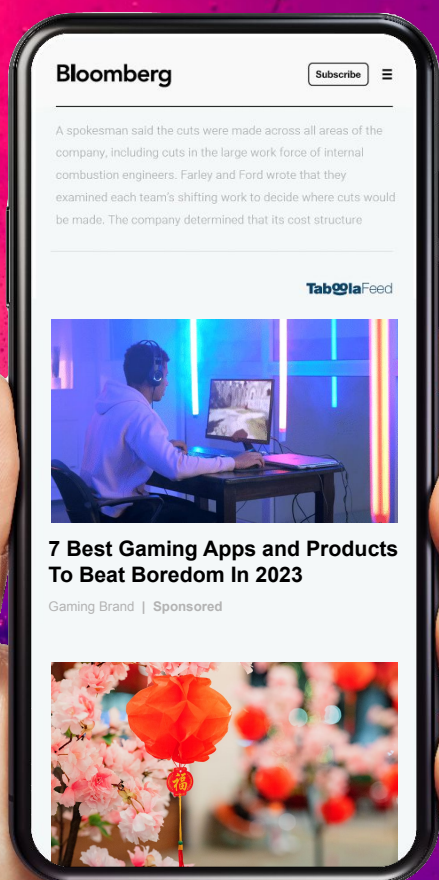 Bloomberg
Subscribe
A spokesman said the cuts were made across all areas of the
company, including cuts in the large work force of internal
combustion engineers. Farley and Ford wrote that they
examined each team's shifting work to decide where cuts would
be made. The company determined that its cost structure
TaboolaFeed
7 Best Gaming Apps and Products
To Beat Boredom In 2023
Gaming Brand | Sponsored
福